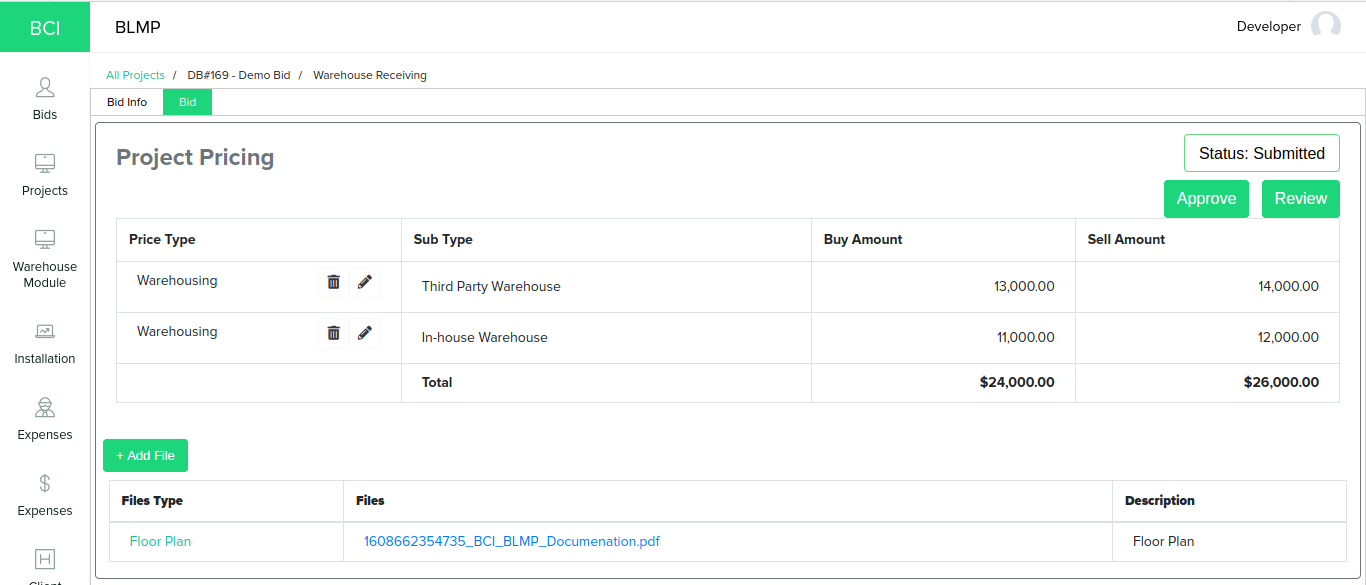 BCI
BLMP
Developer
All Projects / DB#169 - Demo Bid / Warehouse Receiving
Bid Info
Bid
Bids
Projects
Warehouse
Module
Installation
Expenses
Expenses
Client
Project Pricing
Status: Submitted
Approve
Review
Price Type Sub Type Buy Amount Sell Amount
Warehousing Third Party Warehouse 13,000.00 14,000.00
Warehousing In-house Warehouse 11,000.00 12,000.00
Total $24,000.00 $26,000.00
+ Add File
Files Type Files Description
Floor Plan 1608662354735_BCI_BLMP_Documenation.pdf Floor Plan